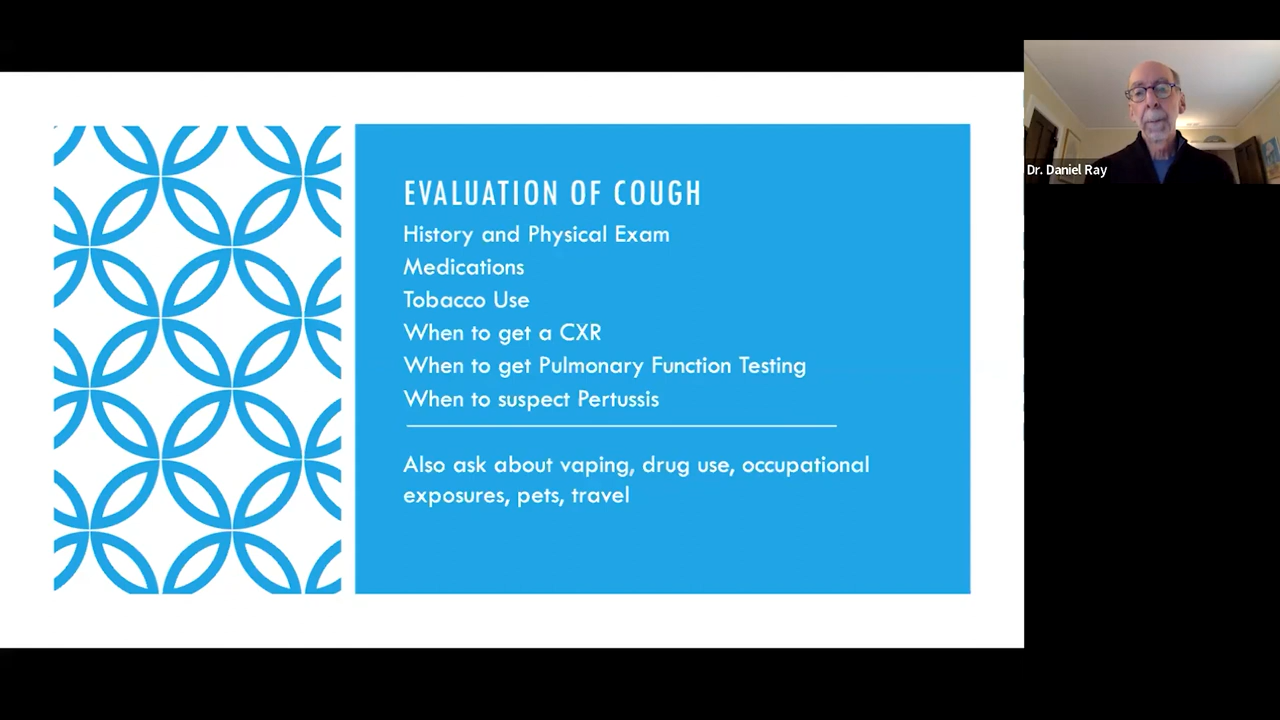 EVALUATION OF COUGH
History and Physical Exam
Medications
Tobacco Use
When to get a CXR
When to get Pulmonary Function Testing
When to suspect Pertussis
Also ask about vaping, drug use, occupational
exposures, pets, travel
Dr. Daniel Ray